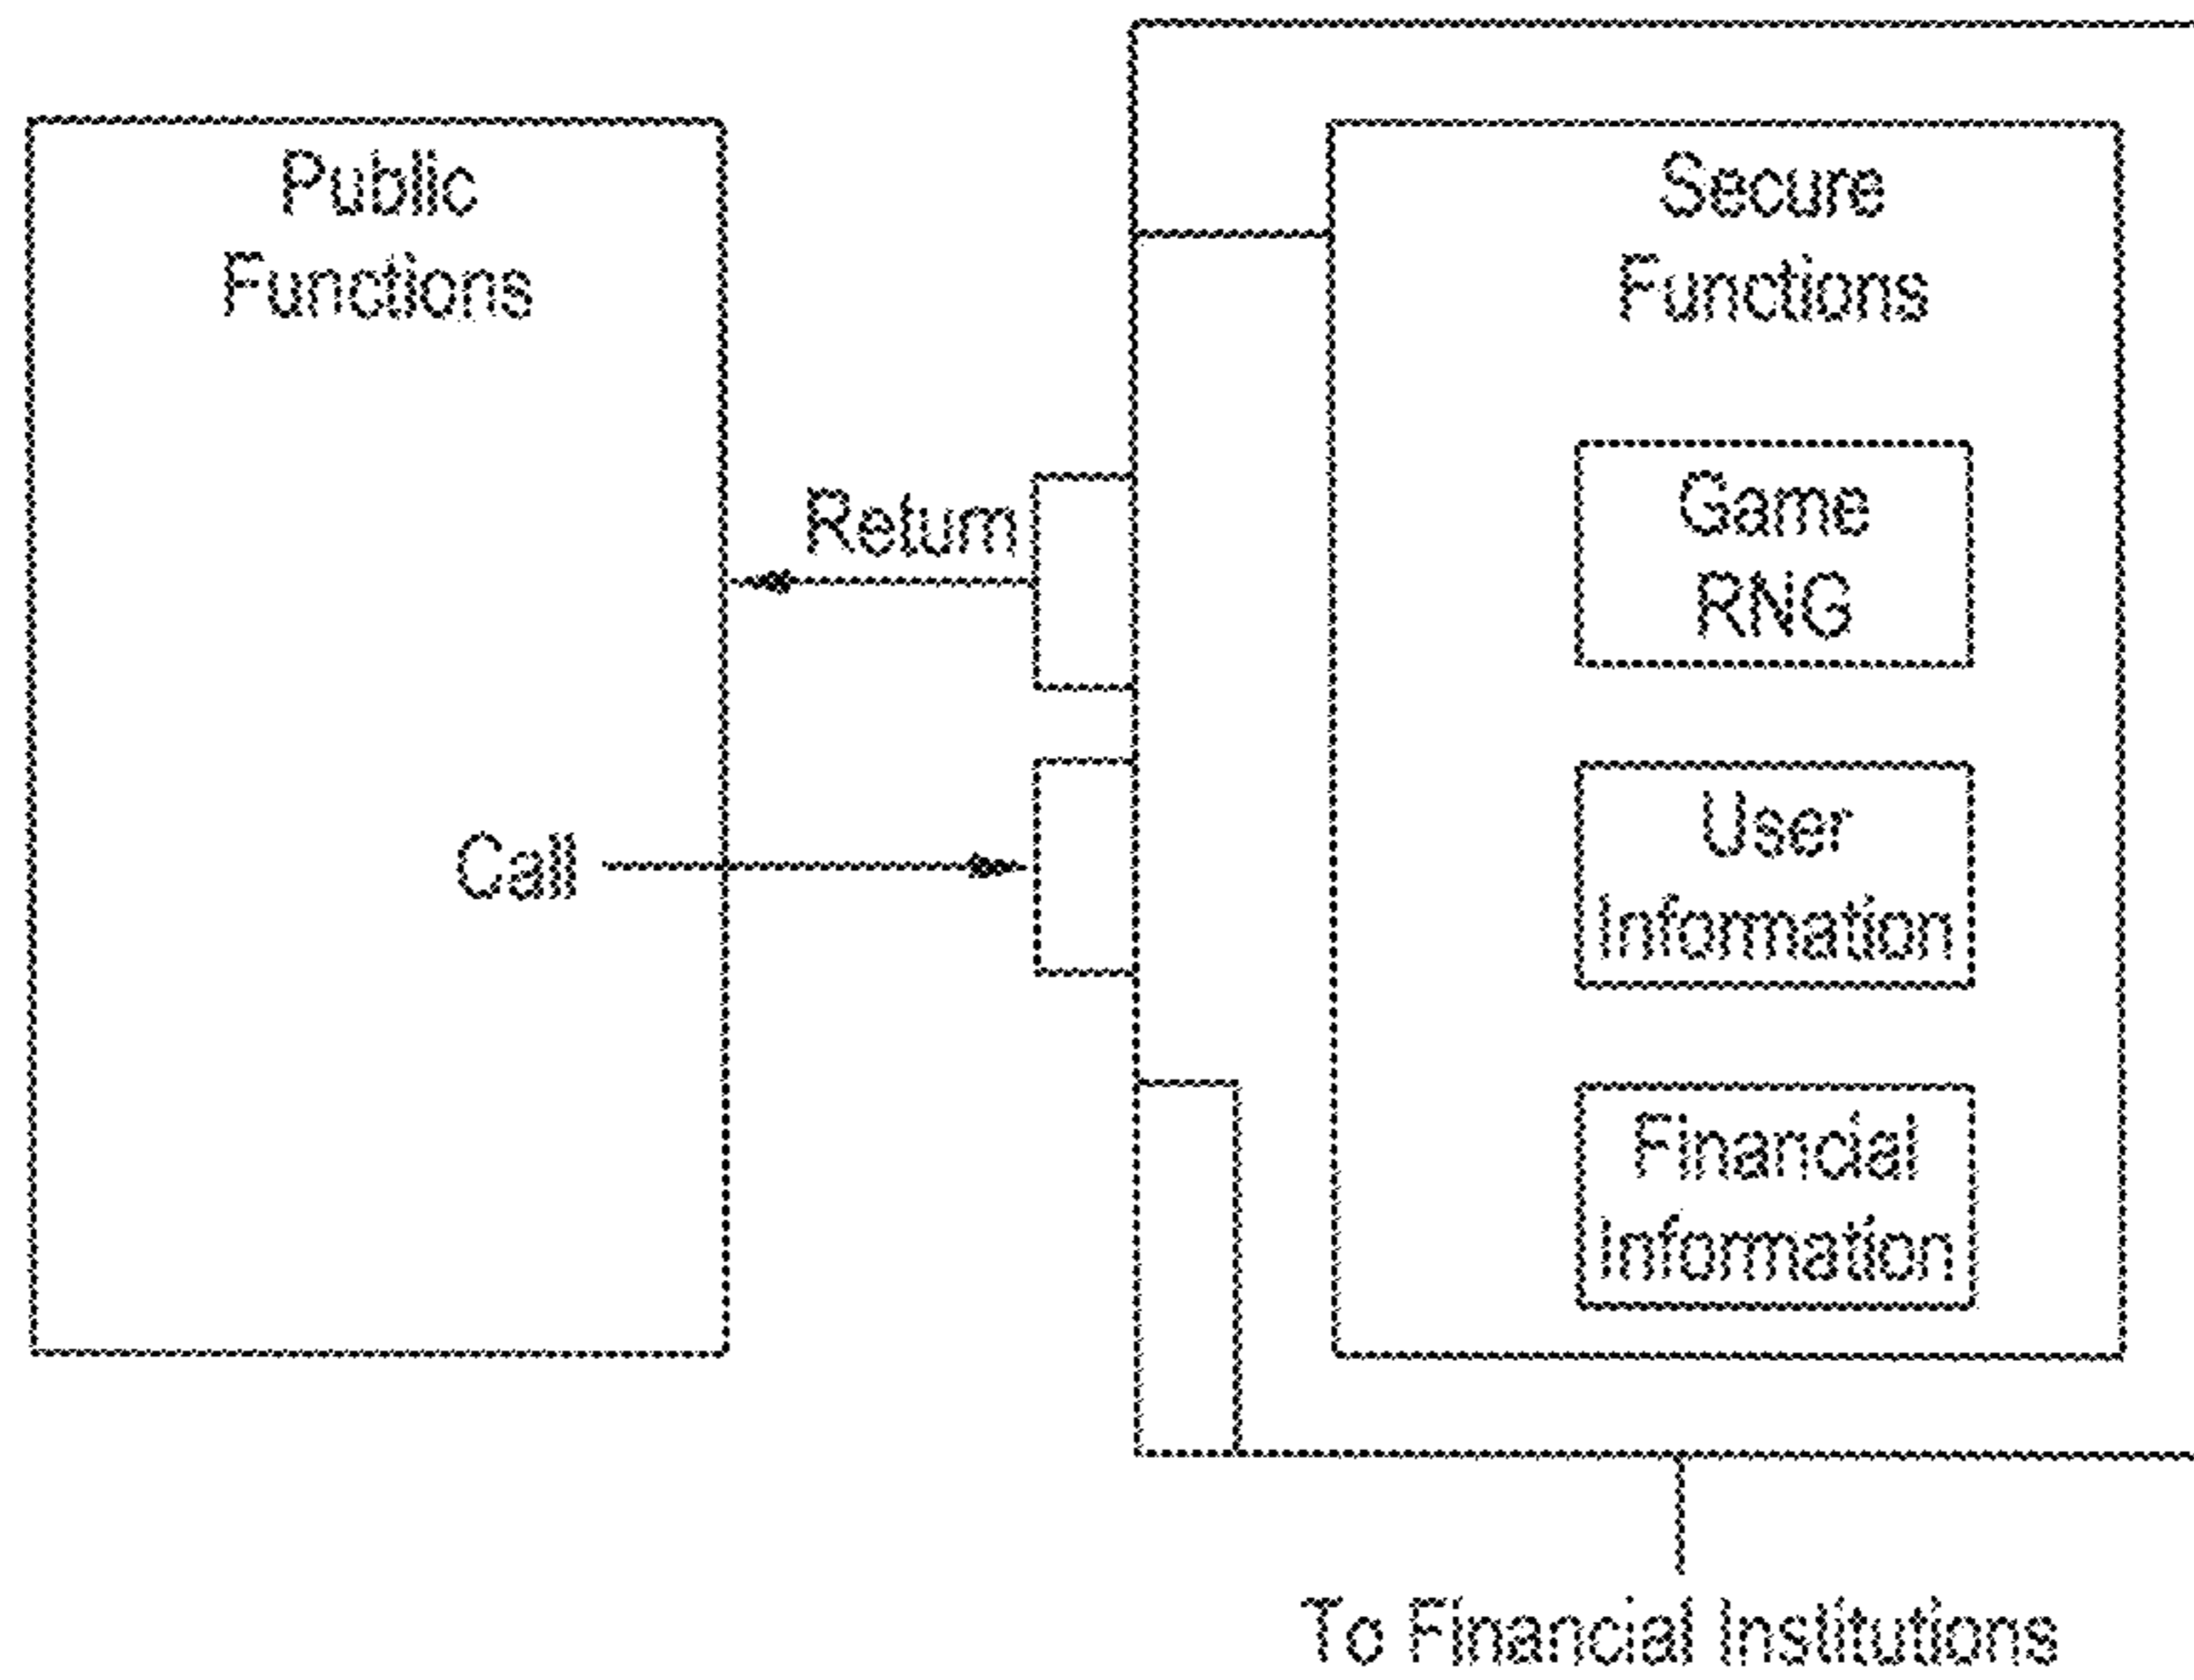 Public
Functions
Secure
Functions
Return
Game
RNG
Call
User
Information
Financial
Information
To Financial Institutions